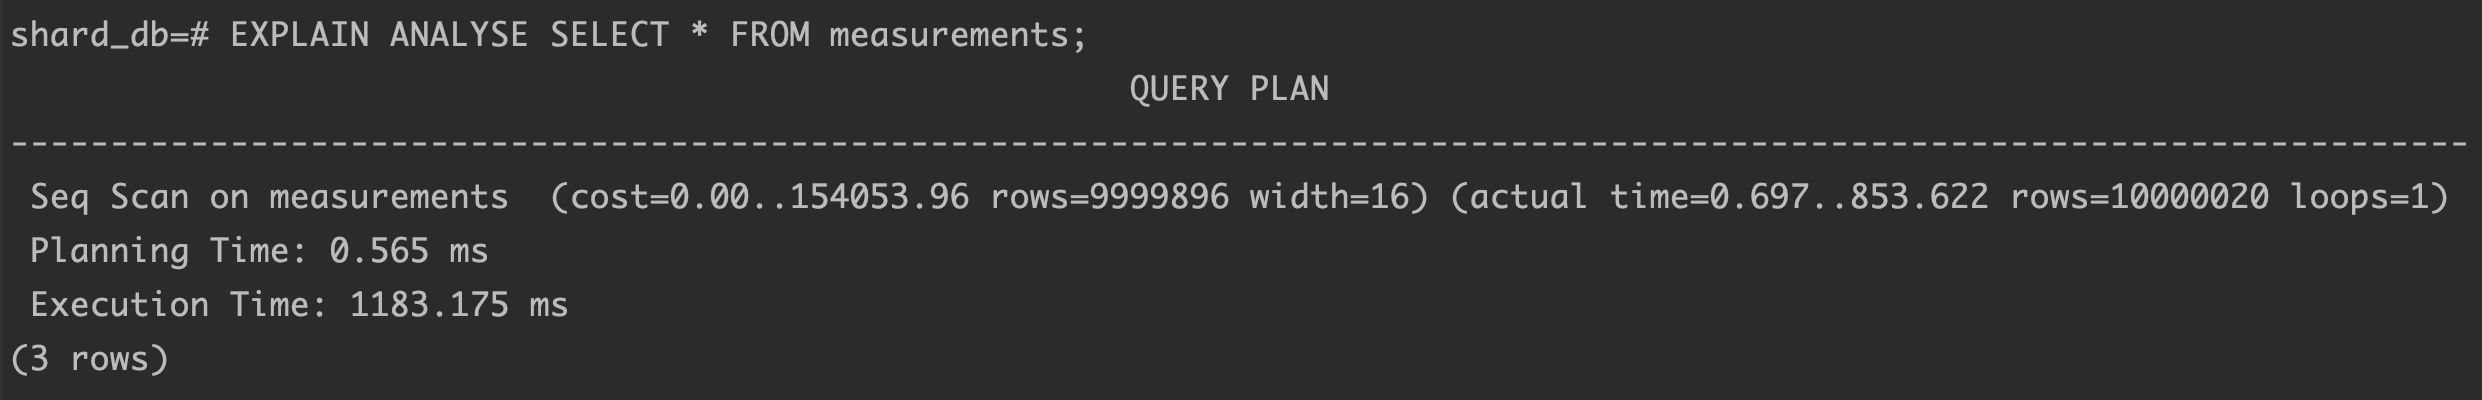 shard_db=# EXPLAIN ANALYSE SELECT * FROM measurements;
QUERY PLAN
---------------------------------------------------------------------------------------------------------------------------
Seq Scan on measurements  (cost=0.00..154053.96 rows=9999896 width=16) (actual time=0.697..853.622 rows=10000020 loops=1)
Planning Time: 0.565 ms
Execution Time: 1183.175 ms
(3 rows)